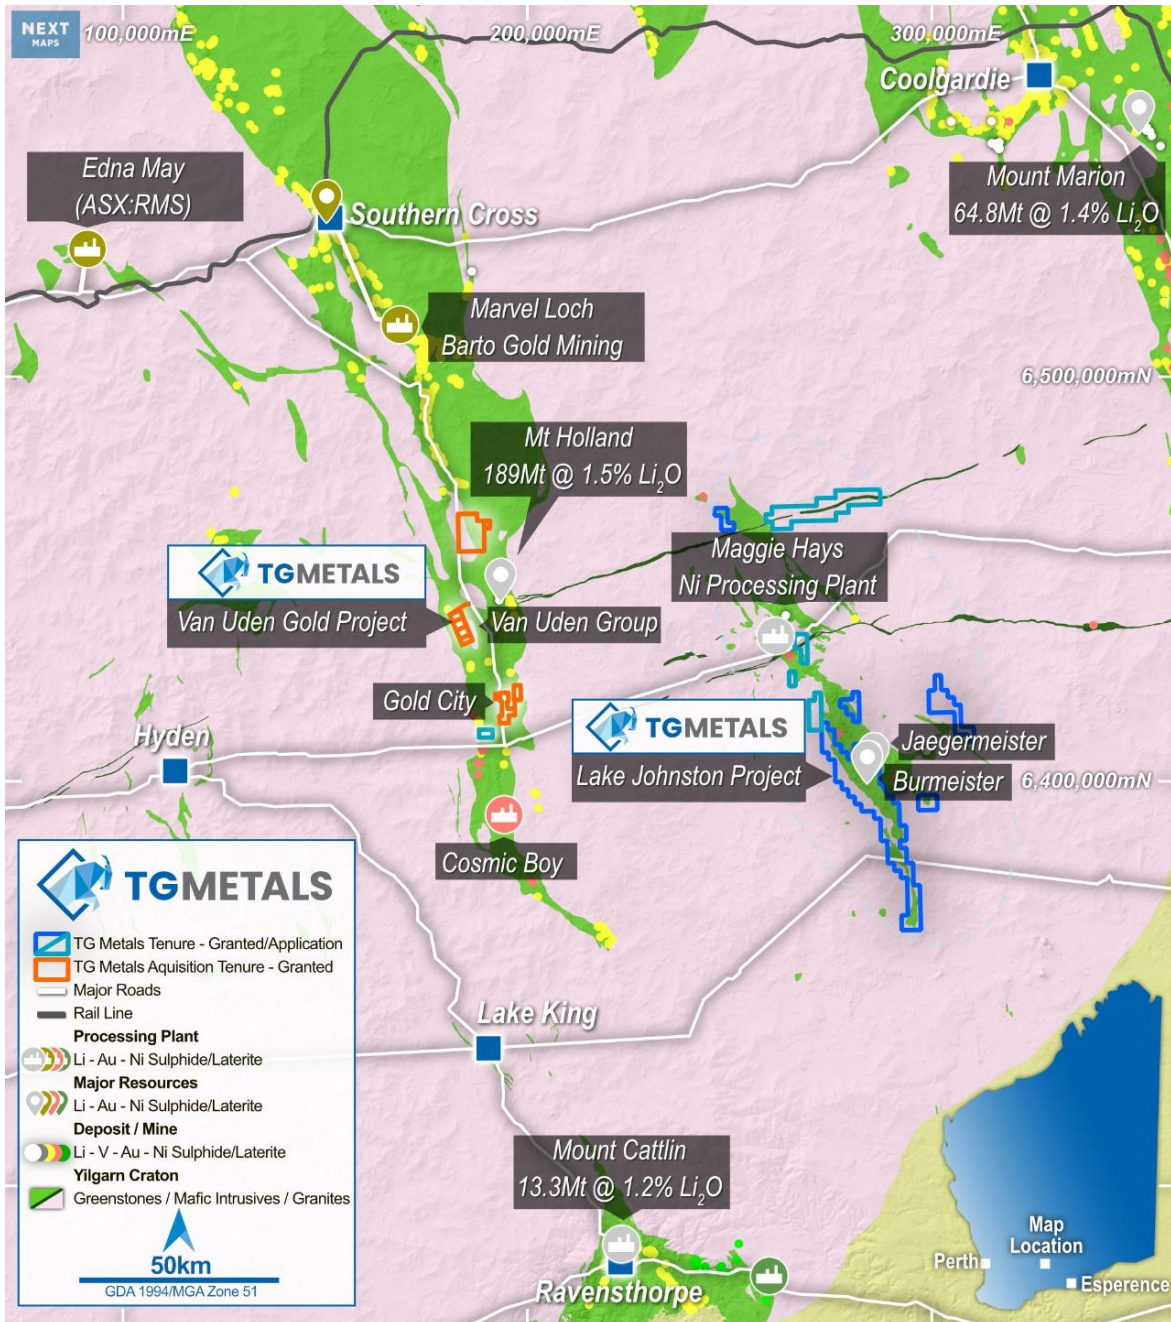 NEXT
MAPS
100,000mE
200,000mE
300,000mE
Coolgardie
Edna May
(ASX:RMS)
Mount Marion
64.8Mt @ 1.4% Li2O
Southern Cross
Marvel Loch
Barto Gold Mining
6,500,000mN
Mt Holland
189Mt @ 1.5% Li2O
Maggie Hays
Ni Processing Plant
TGMETALS
Van Uden Gold Project
Van Uden Group
Gold City
TGMETALS
Lake Johnston Project
Jaegermeister
Burmeister
6,400,000mN
Hyden
Cosmic Boy
TGMETALS
TG Metals Tenure - Granted/Application
TG Metals Aquisition Tenure - Granted
Major Roads
Rail Line
Processing Plant
Li - Au - Ni Sulphide/Laterite
Major Resources
Li - Au - Ni Sulphide/Laterite
Deposit / Mine
Li - V - Au - Ni Sulphide/Laterite
Yilgarn Craton
Greenstones / Mafic Intrusives / Granites
50km
GDA 1994/MGA Zone 51
Lake King
Mount Cattlin
13.3Mt @ 1.2% Li2O
Ravensthorpe
Map
Location
Perth
Esperence